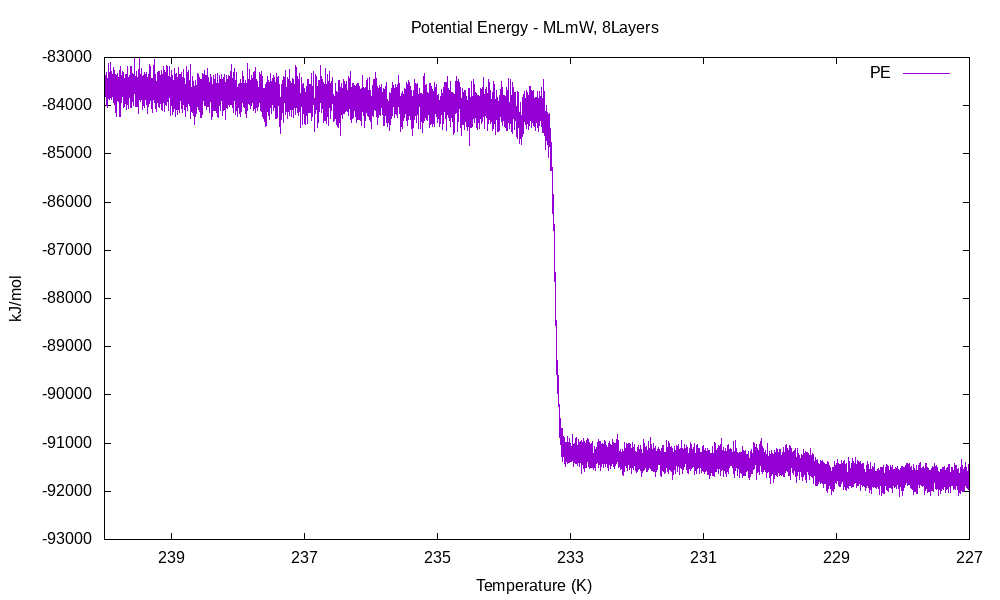 Potential Energy - MLmW, 8Layers
PE
-83000
-84000
-85000
-86000
-87000
-88000
-89000
-90000
-91000
-92000
-93000
kJ/mol
239 237 235 233 231 229 227
Temperature (K)